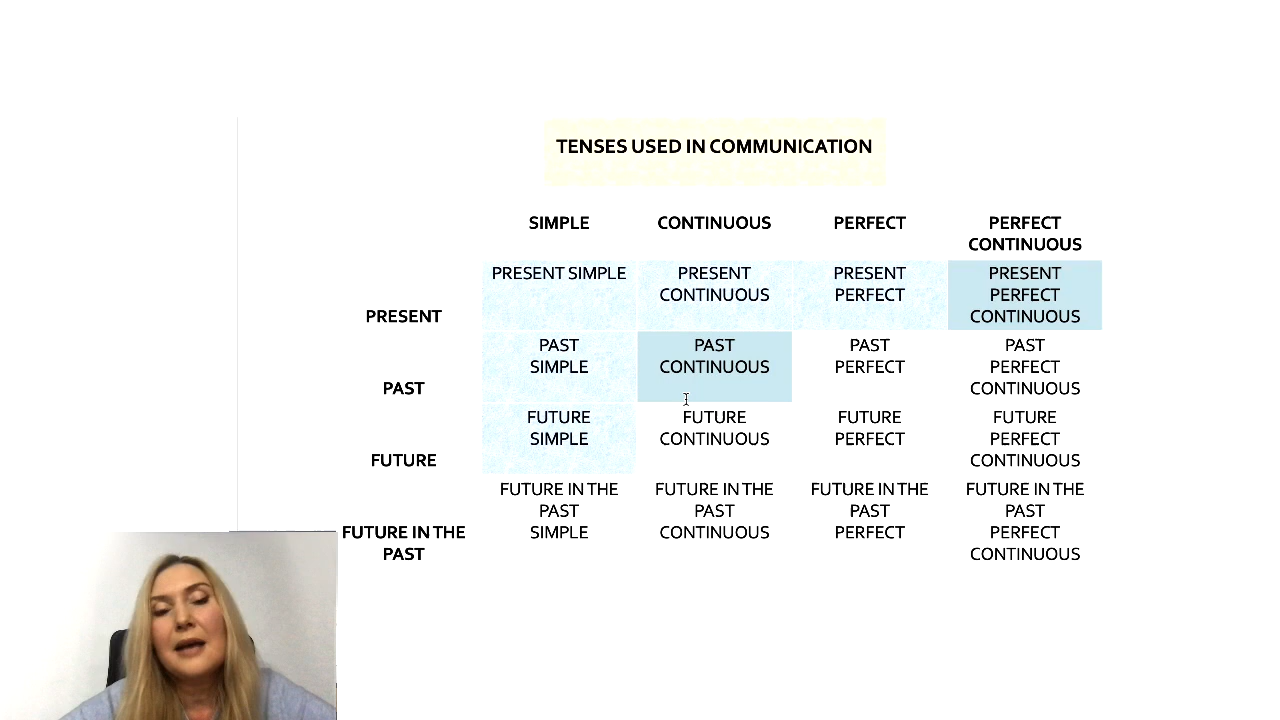 TENSES USED IN COMMUNICATION
SIMPLE CONTINUOUS PERFECT PERFECT
CONTINUOUS
PRESENT SIMPLE PRESENT PRESENT PRESENT
CONTINUOUS PERFECT PERFECT
PRESENT CONTINUOUS
PAST PAST PAST PAST
SIMPLE CONTINUOUS PERFECT PERFECT
PAST CONTINUOUS
FUTURE FUTURE FUTURE FUTURE
SIMPLE CONTINUOUS PERFECT PERFECT
FUTURE CONTINUOUS
FUTURE IN THE FUTURE IN THE FUTURE IN THE FUTURE IN THE
PAST PAST PAST PAST
FUTURE IN THE SIMPLE CONTINUOUS PERFECT PERFECT
PAST CONTINUOUS